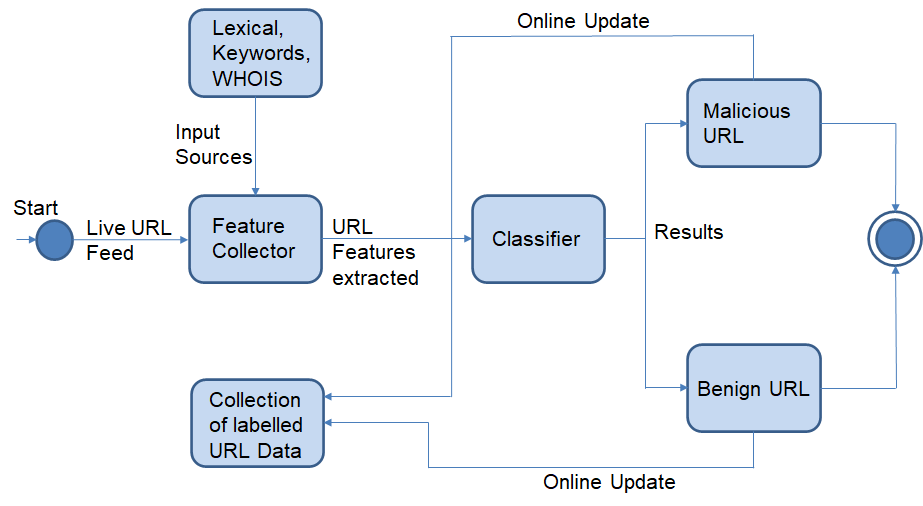 Online Update
Lexical,
Keywords,
WHOIS
Malicious
URL
Input
Sources
Start
Live URL
Feed
Feature
Collector
URL
Features
extracted
Classifier
Results
Collection
of labelled
URL Data
Benign URL
Online Update